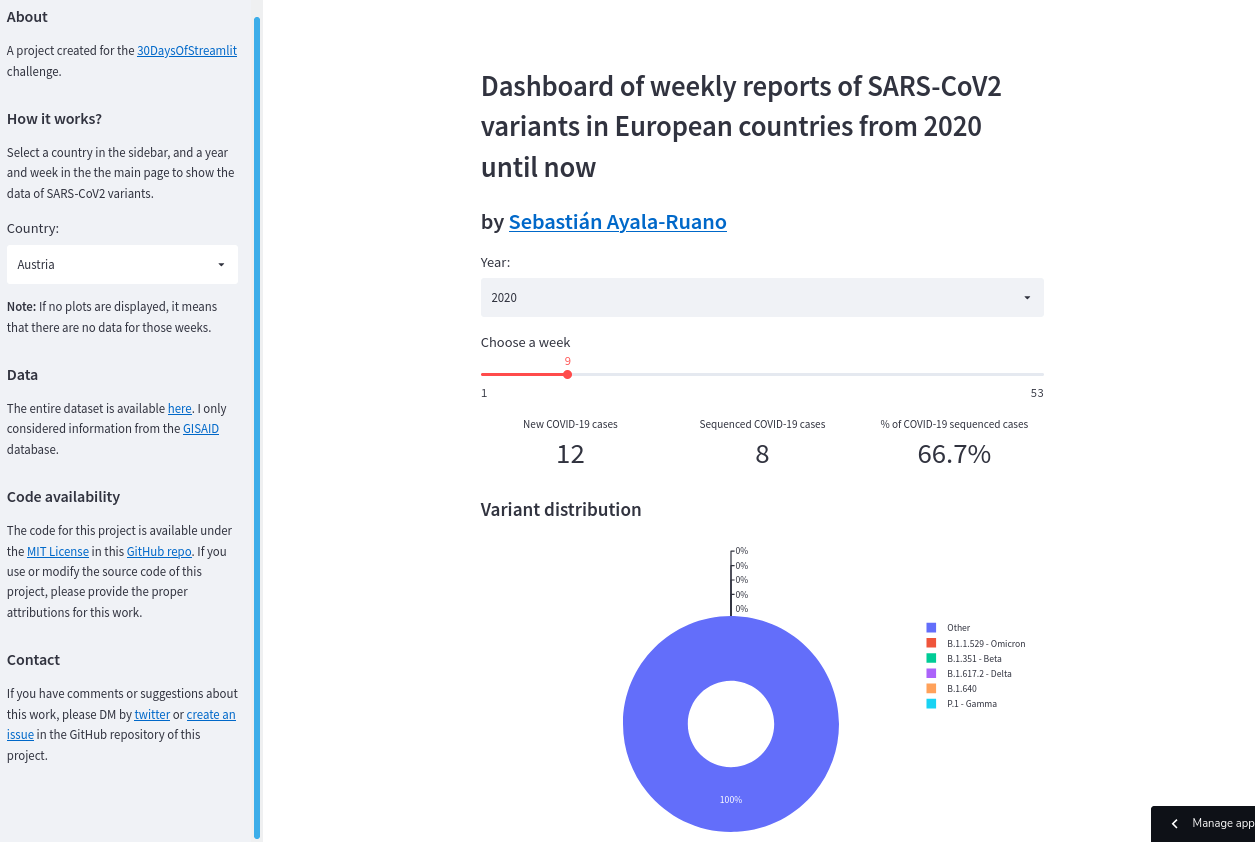 About
A project created for the 30DaysOfStreamlit
challenge.
How it works?
Select a country in the sidebar, and a year
and week in the the main page to show the
data of SARS-CoV2 variants.
Country:
Austria
Note: If no plots are displayed, it means
that there are no data for those weeks.
Data
The entire dataset is available here. I only
considered information from the GISAID
database.
Code availability
The code for this project is available under
the MIT License in this GitHub repo. If you
use or modify the source code of this
project, please provide the proper
attributions for this work.
Contact
If you have comments or suggestions about
this work, please DM by twitter or create an
issue in the GitHub repository of this
project.
Dashboard of weekly reports of SARS-CoV2
variants in European countries from 2020
until now
by Sebastián Ayala-Ruano
Year:
2020
Choose a week
9
1 53
New COVID-19 cases Sequenced COVID-19 cases % of COVID-19 sequenced cases
12 8 66.7%
Variant distribution
0%
0%
0%
0%
0%
Other
B.1.1.529 - Omicron
B.1.351 - Beta
B.1.617.2 - Delta
B.1.640
P.1 - Gamma
100%
Manage app